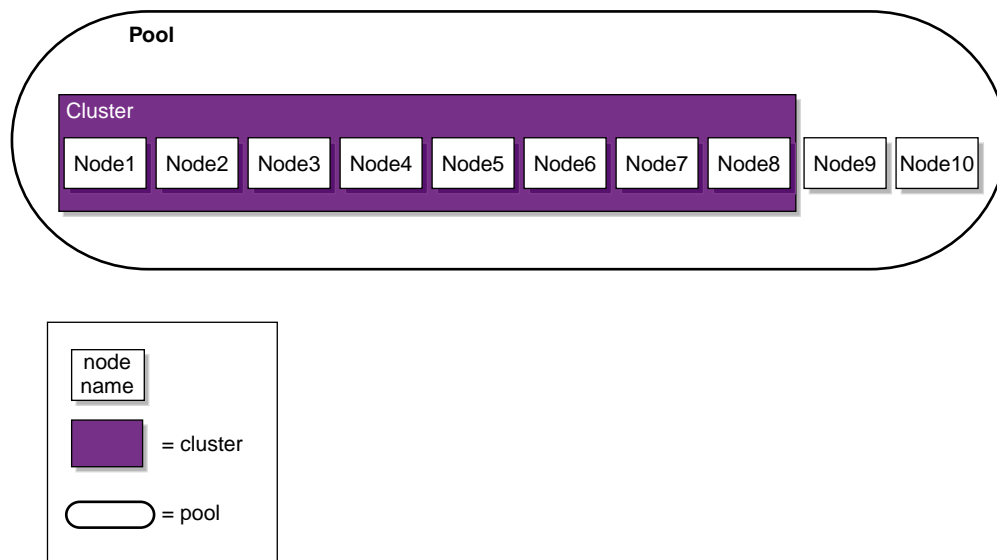 Pool
Cluster
Node1 Node2 Node3 Node4 Node5 Node6 Node7 Node8 Node9 Node10
node
name
= cluster
= pool